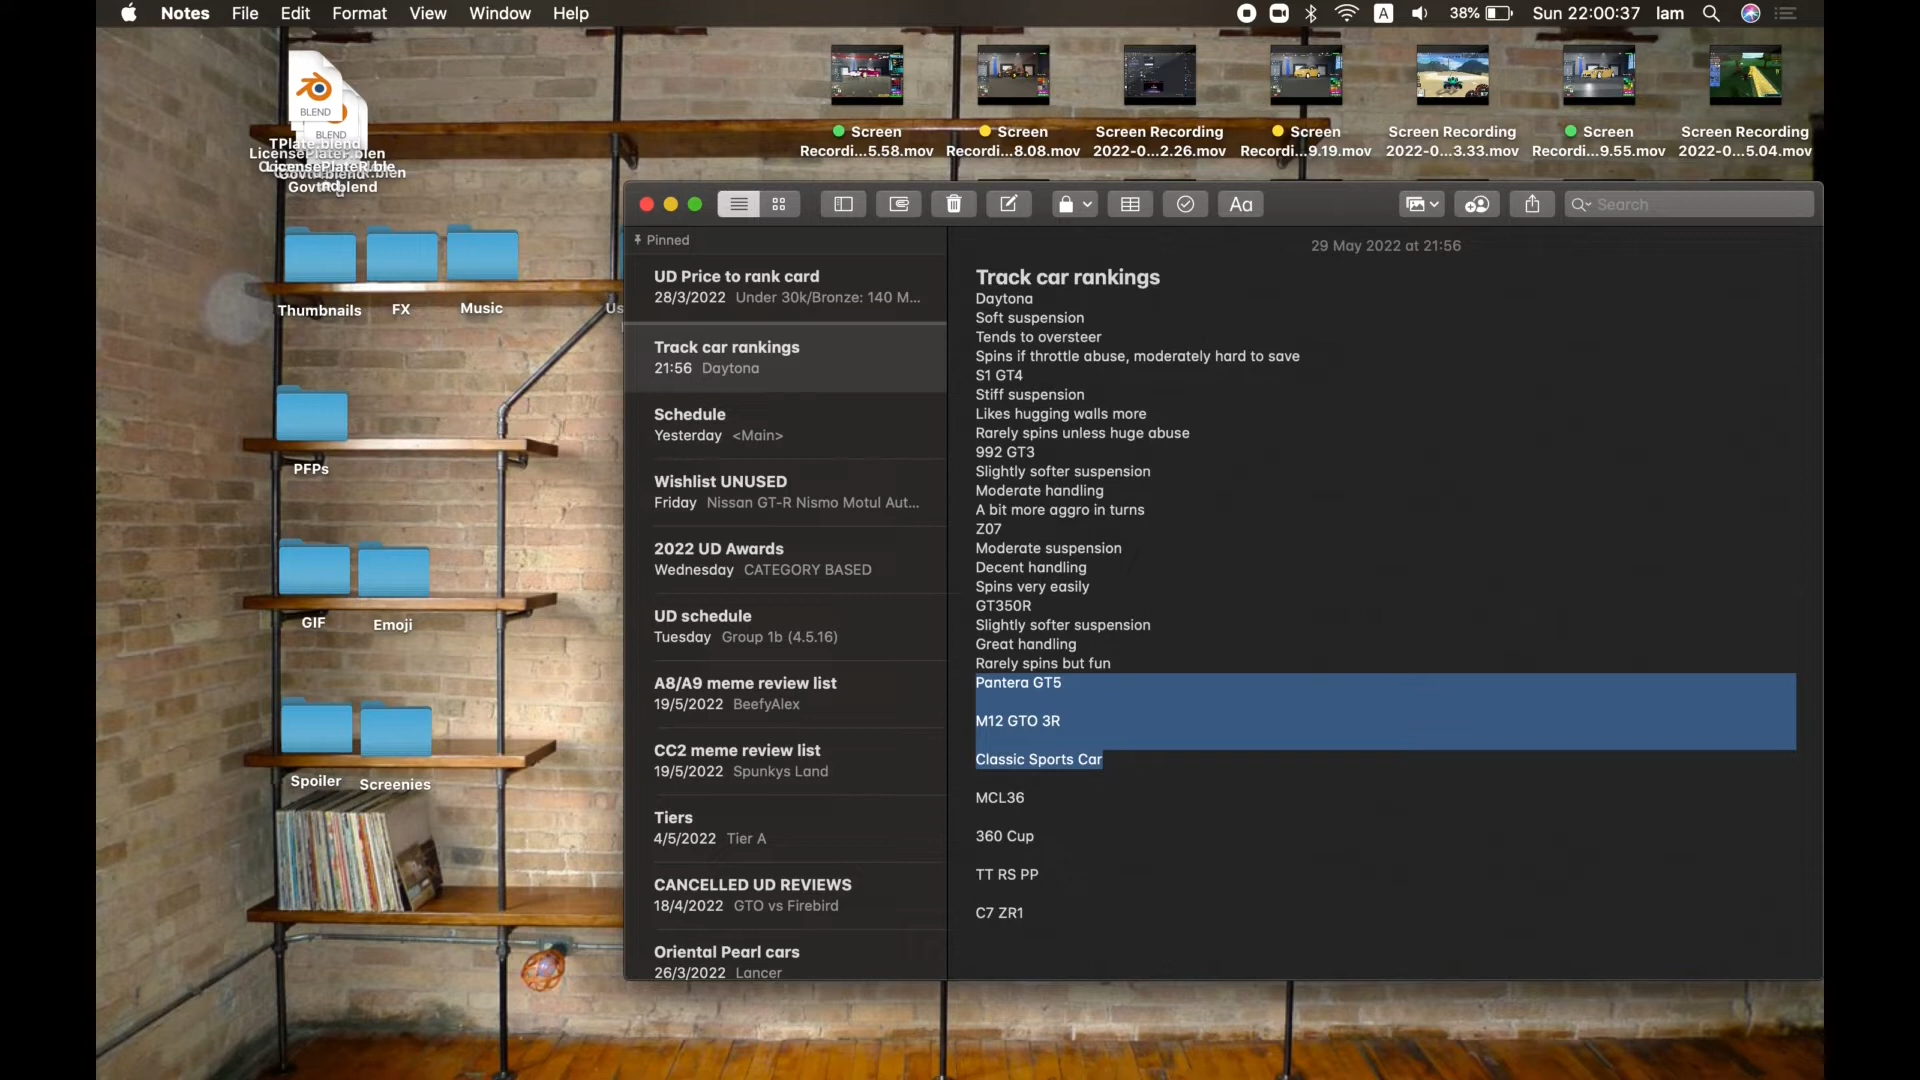 Notes File Edit Format View Window Help
A 38% Sun 22:00:37 Iam
BLEND
BLEND
TPlate.blend
Govt.blend
Screen
Recordi...5.58.mov
Screen
Recordi...8.08.mov
Screen Recording
2022-0...2.26.mov
Screen
Recordi...9.19.mov
Screen Recording
2022-0...3.33.mov
Screen
Recordi...9.55.mov
Screen Recording
2022-0...5.04.mov
Thumbnails
FX
Music
Us
PFPs
GIF
Emoji
Spoiler
Screenies
Aa
Search
Pinned
UD Price to rank card
28/3/2022 Under 30k/Bronze: 140 M...
Track car rankings
21:56 Daytona
Schedule
Yesterday <Main>
Wishlist UNUSED
Friday Nissan GT-R Nismo Motul Aut...
2022 UD Awards
Wednesday CATEGORY BASED
UD schedule
Tuesday Group 1b (4.5.16)
A8/A9 meme review list
19/5/2022 BeefyAlex
CC2 meme review list
19/5/2022 Spunkys Land
Tiers
4/5/2022 Tier A
CANCELLED UD REVIEWS
18/4/2022 GTO vs Firebird
Oriental Pearl cars
26/3/2022 Lancer
29 May 2022 at 21:56
Track car rankings
Daytona
Soft suspension
Tends to oversteer
Spins if throttle abuse, moderately hard to save
S1 GT4
Stiff suspension
Likes hugging walls more
Rarely spins unless huge abuse
992 GT3
Slightly softer suspension
Moderate handling
A bit more aggro in turns
Z07
Moderate suspension
Decent handling
Spins very easily
GT350R
Slightly softer suspension
Great handling
Rarely spins but fun
Pantera GT5
M12 GTO 3R
Classic Sports Car
MCL36
360 Cup
TT RS PP
C7 ZR1